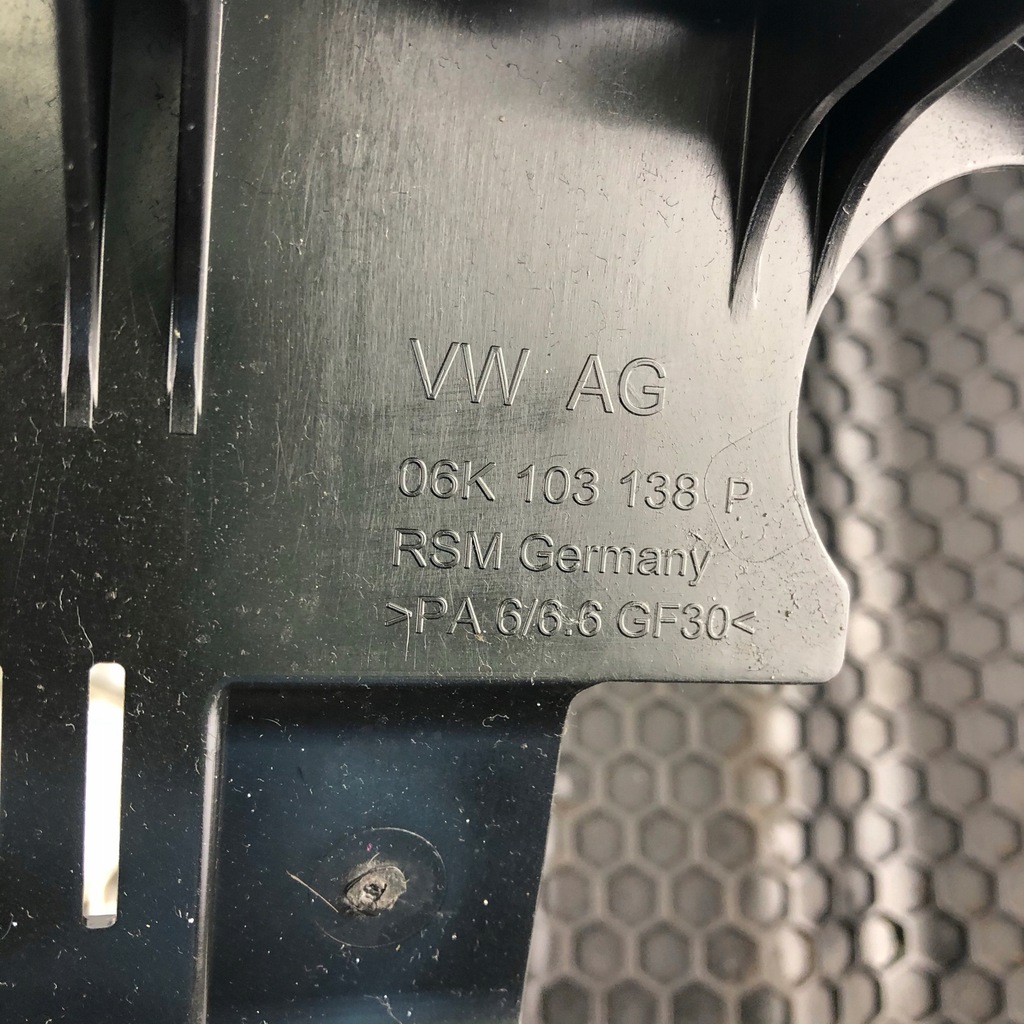 VW AG
06K 103 138 P
RSM Germany
>PA 6/6.6 GF30<